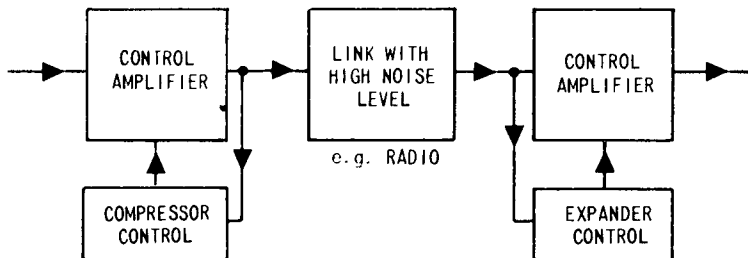 CONTROL
AMPLIFIER
LINK WITH
HIGH NOISE
LEVEL
CONTROL
AMPLIFIER
e.g. RADIO
COMPRESSOR
CONTROL
EXPANDER
CONTROL